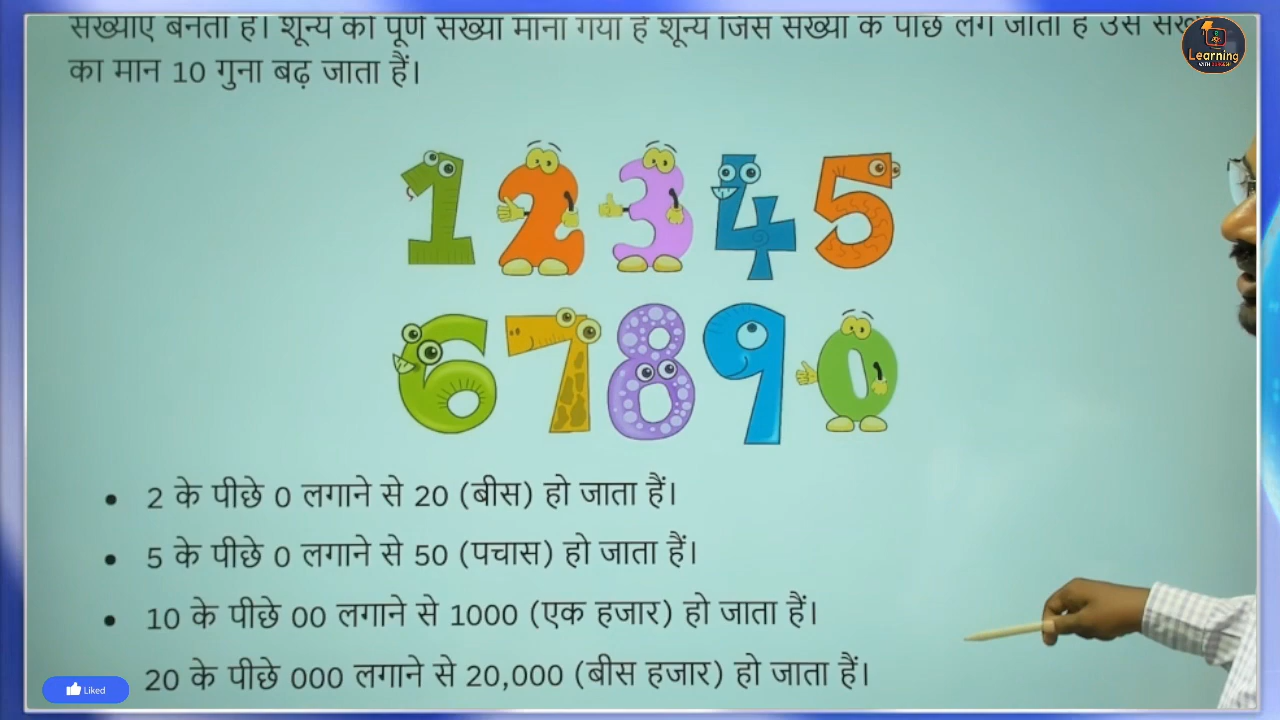 संख्याएं बनती है। शून्य को पूर्ण संख्या माना गया है शून्य जिस संख्या के पीछे लग जाता है उस
का मान 10 गुना बढ़ जाता हैं।
Learning
1 2 3 4 5
6 7 8 9 0
• 2 के पीछे 0 लगाने से 20 (बीस) हो जाता हैं।
• 5 के पीछे 0 लगाने से 50 (पचास) हो जाता हैं।
• 10 के पीछे 00 लगाने से 1000 (एक हजार) हो जाता हैं।
20 के पीछे 000 लगाने से 20,000 (बीस हजार) हो जाता हैं।
Liked